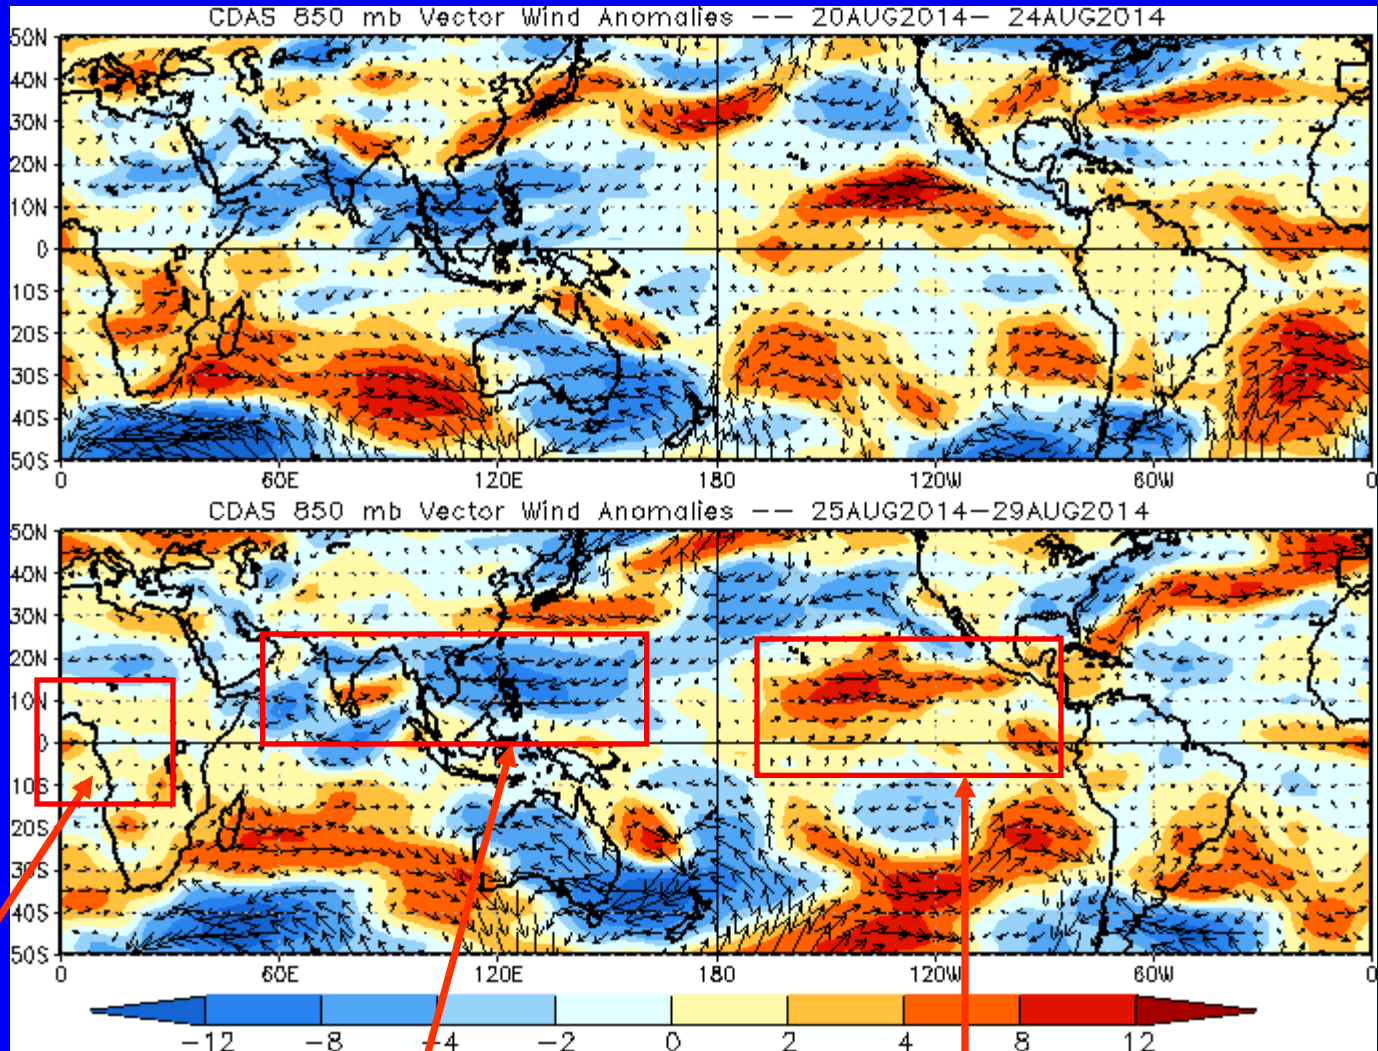 CDAS 850 mb Vector Wind Anomalies -- 20AUG2014- 24AUG2014
50N
40N
30N
20N
10N
0
10S
20S
30S
40S
50S
0 60E 120E 180 120W 60W 0
CDAS 850 mb Vector Wind Anomalies -- 25AUG2014-29AUG2014
50N
40N
30N
20N
10N
0
10S
20S
30S
40S
50S
0 60E 120E 180 120W 60W 0
-12 -8 -4 -2 0 2 4 8 12